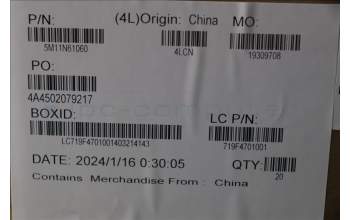 P/N: (4L)Origin: China MO:
5M11N61060 4LCN 19309708
PO:
4A4502079217
BOXID: LC P/N:
LC719F4701001403214143 719F4701001
DATE: 2024/1/16 0:30:05 QTY:
20
Contains Merchandise From : China